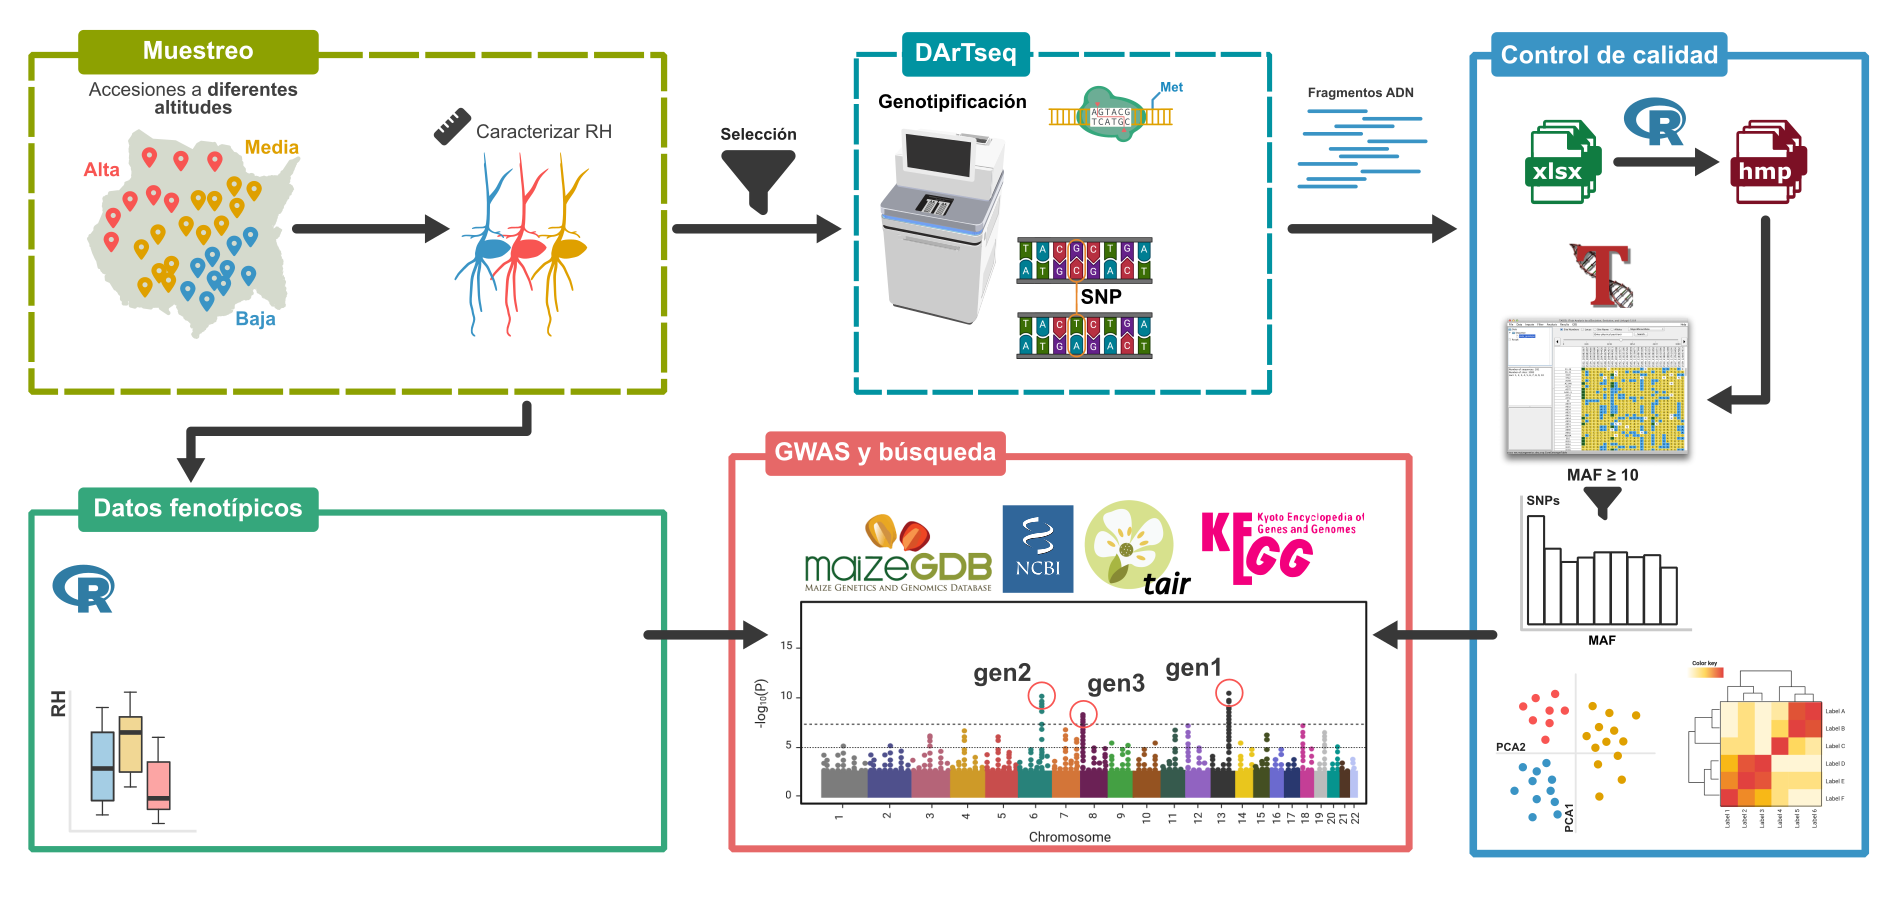 Muestreo
Accesiones a diferentes
altitudes
Alta
Media
Baja
Caracterizar RH
Selección
DArTseq
Genotipificación
Met
AGTACG
TCATGC
TACGCTGA
ATGCGACT
SNP
TACTCTGA
ATGAGACT
Fragmentos ADN
Control de calidad
R
xlsx
hmp
T
MAF ≥ 10
SNPs
MAF
PCA2
PCA1
Color key
Label A
Label B
Label C
Label D
Label E
Label F
Label 1
Label 2
Label 3
Label 4
Label 5
Label 6
Datos fenotípicos
R
RH
GWAS y búsqueda
maizeGDB
MAIZE GENETICS AND GENOMICS DATABASE
NCBI
tair
KEGG
Kyoto Encyclopedia of
Genes and Genomes
-log₁₀(P)
15
10
5
0
gen2
gen3
gen1
1 2 3 4 5 6 7 8 9 10 11 12 13 14 15 16 17 18 19 20 21 22
Chromosome